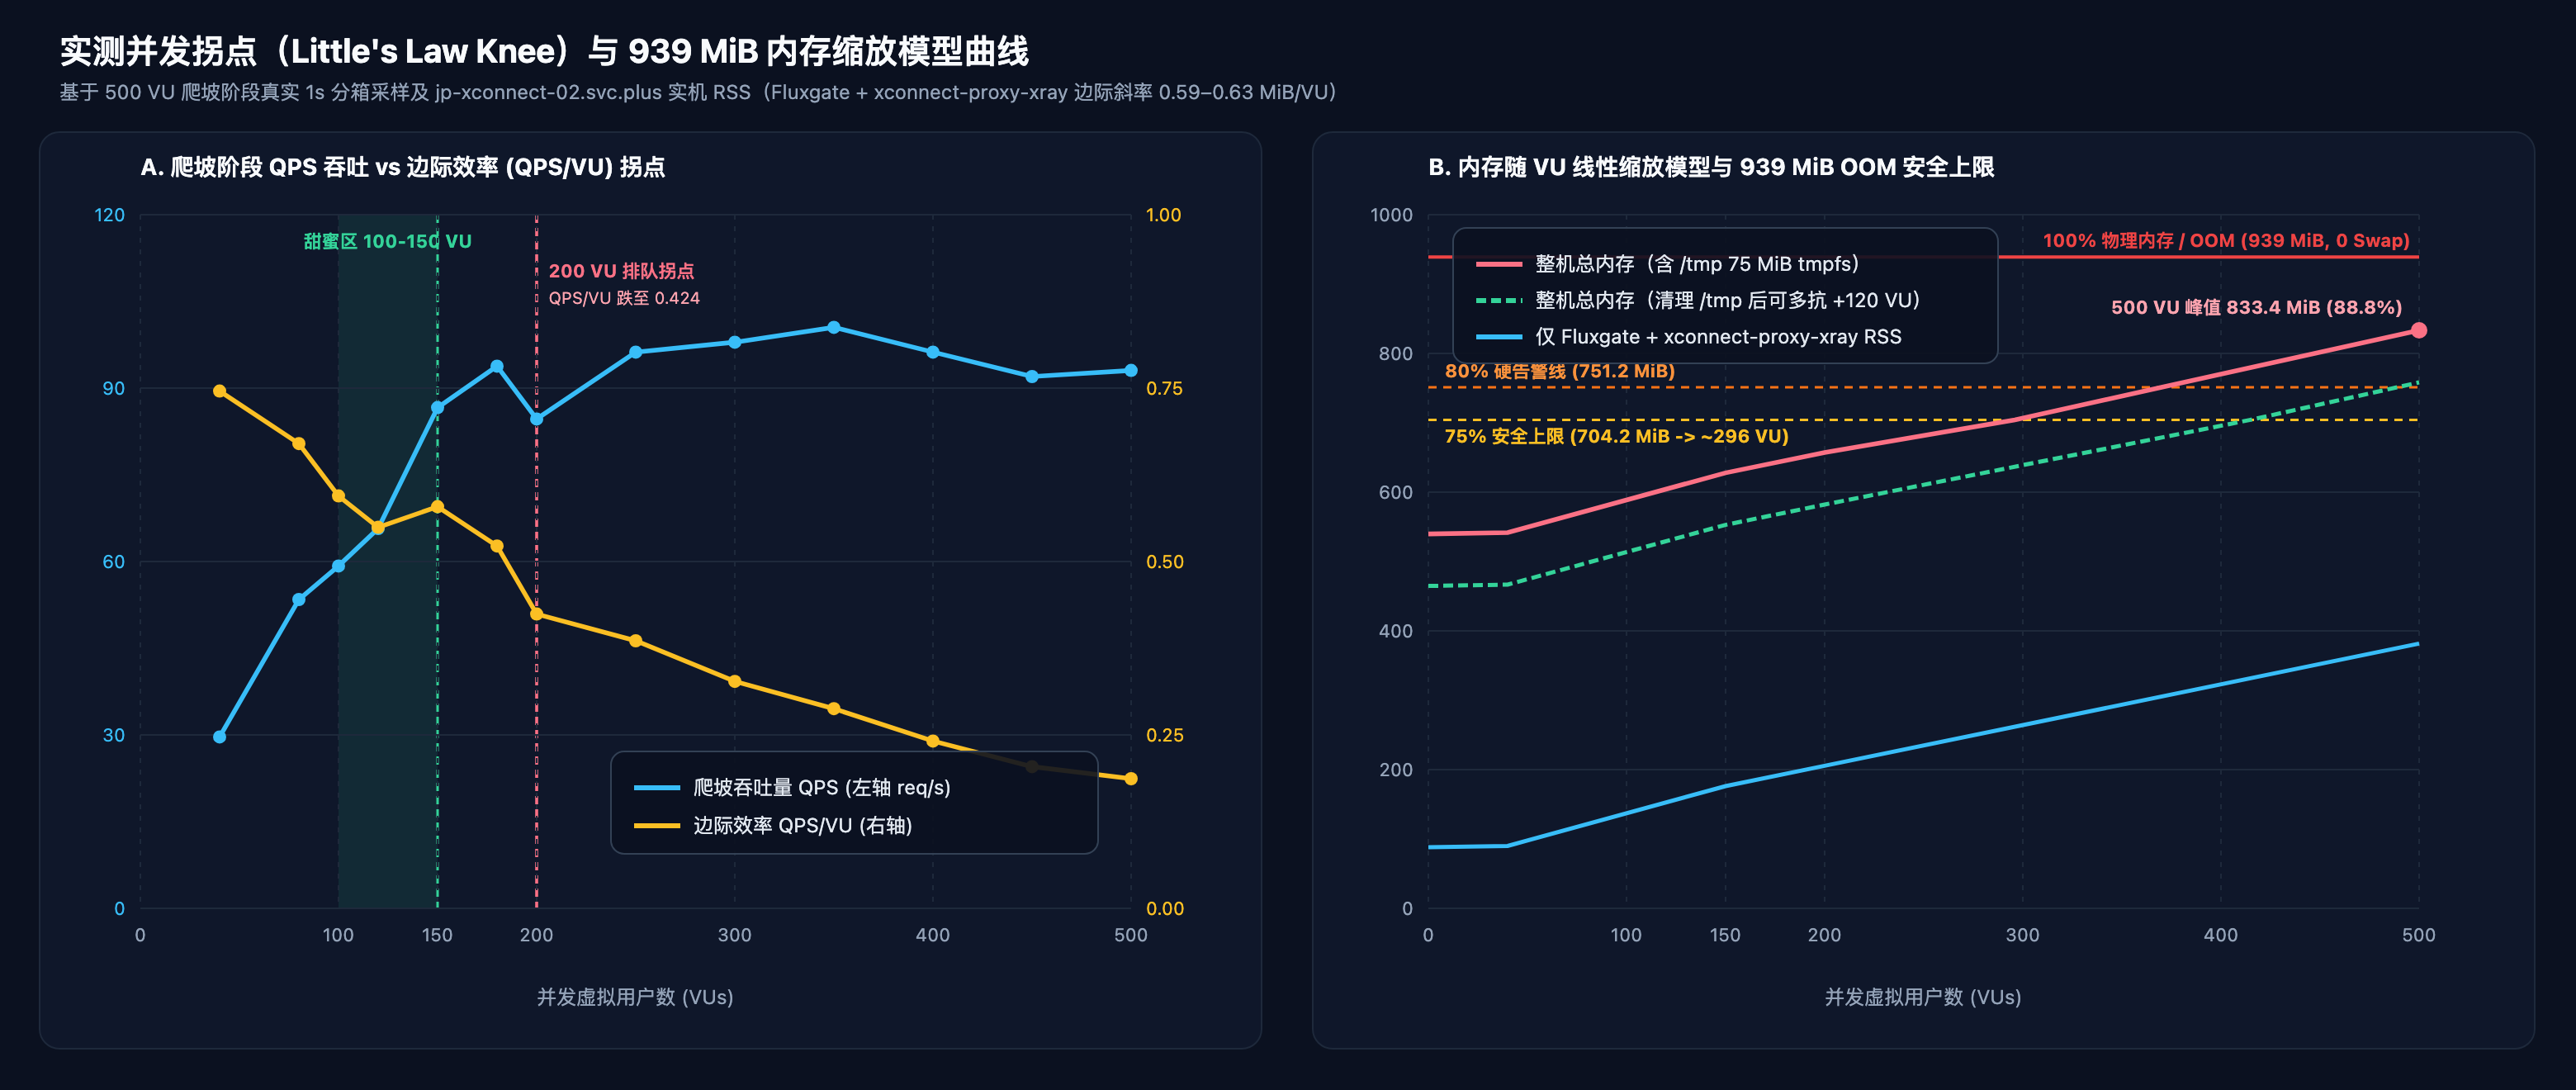 实测并发拐点（Little's Law Knee）与 939 MiB 内存缩放模型曲线
基于 500 VU 爬坡阶段真实 1s 分箱采样及 jp-xconnect-02.svc.plus 实机 RSS（Fluxgate + xconnect-proxy-xray 边际斜率 0.59–0.63 MiB/VU）
A. 爬坡阶段 QPS 吞吐 vs 边际效率 (QPS/VU) 拐点
120
90
60
30
0
甜蜜区 100-150 VU
200 VU 排队拐点
QPS/VU 跌至 0.424
1.00
0.75
0.50
0.25
0.00
爬坡吞吐量 QPS (左轴 req/s)
边际效率 QPS/VU (右轴)
0 100 150 200 300 400 500
并发虚拟用户数 (VUs)
B. 内存随 VU 线性缩放模型与 939 MiB OOM 安全上限
1000
800
600
400
200
0
100% 物理内存 / OOM (939 MiB, 0 Swap)
整机总内存（含 /tmp 75 MiB tmpfs）
整机总内存（清理 /tmp 后可多抗 +120 VU）
仅 Fluxgate + xconnect-proxy-xray RSS
500 VU 峰值 833.4 MiB (88.8%)
80% 硬告警线 (751.2 MiB)
75% 安全上限 (704.2 MiB -> ~296 VU)
0 100 150 200 300 400 500
并发虚拟用户数 (VUs)